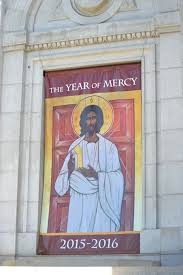 THE YEAR OF MERCY
2015-2016